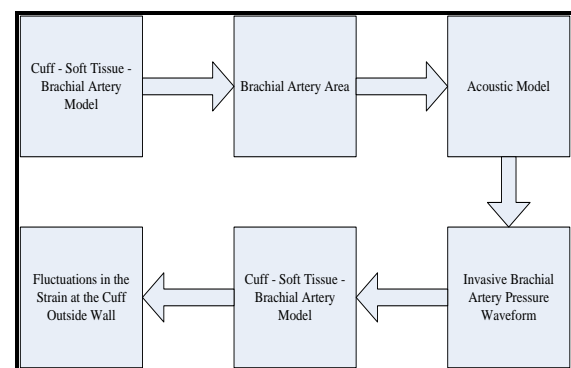 Cuff - Soft Tissue -
Brachial Artery
Model
Brachial Artery Area
Acoustic Model
Invasive Brachial
Artery Pressure
Waveform
Cuff - Soft Tissue -
Brachial Artery
Model
Fluctuations in the
Strain at the Cuff
Outside Wall